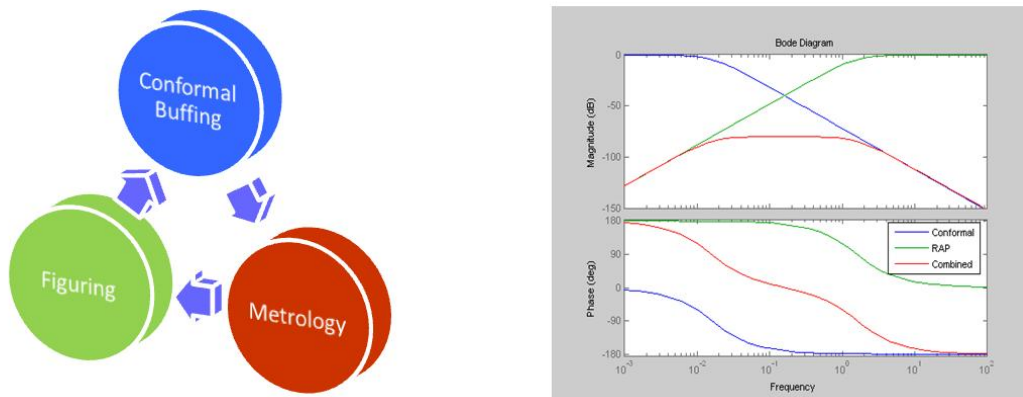 Conformal
Buffing
Figuring
Metrology
Bode Diagram
Magnitude (dB)
0
-50
-100
-150
Phase (deg)
180
90
0
-90
-180
Conformal
RAP
Combined
10^-3
10^-2
10^-1
10^0
10^1
10^2
Frequency